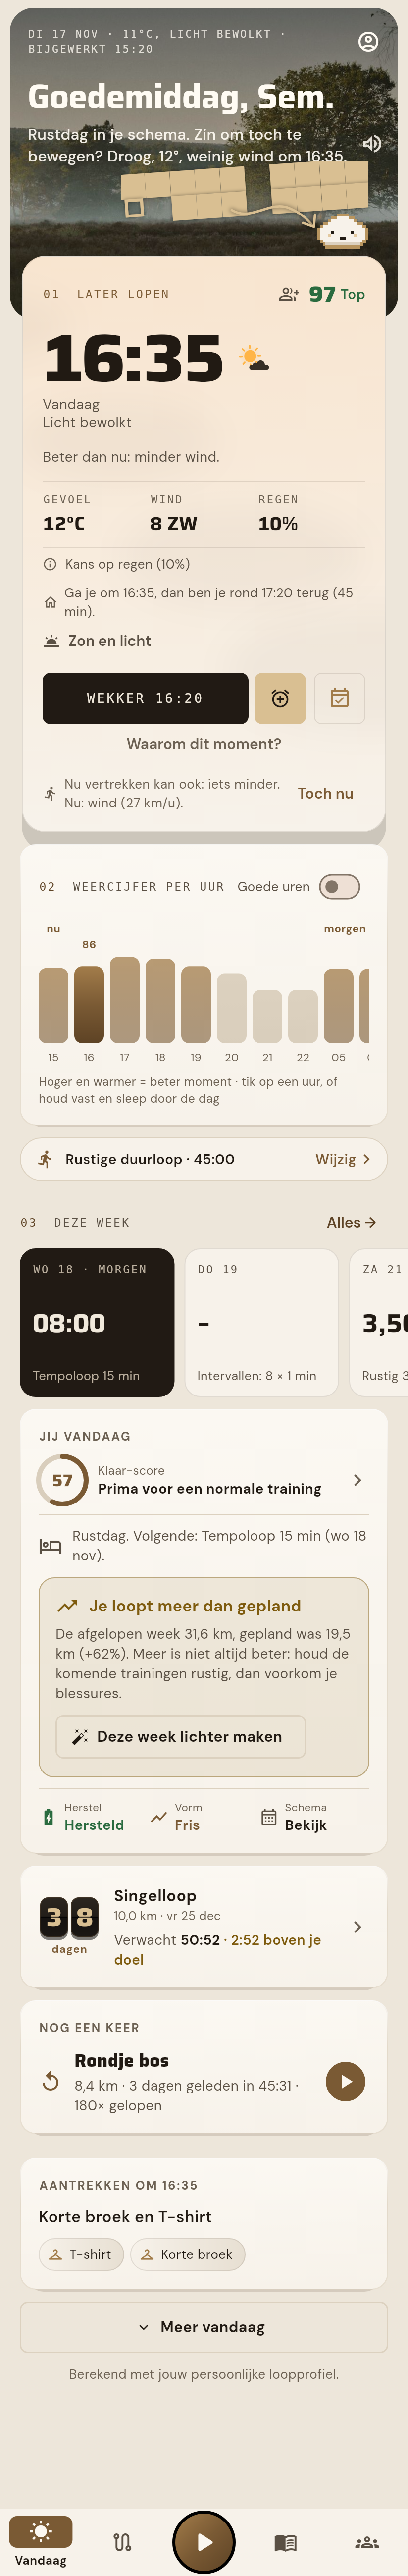 DI 17 NOV · 11°C, LICHT BEWOLKT ·
BIJGEWERKT 15:20
Goedemiddag, Sem.
Rustdag in je schema. Zin om toch te
bewegen? Droog, 12°, weinig wind om 16:35.
01 LATER LOPEN
97 Top
16:35
Vandaag
Licht bewolkt
Beter dan nu: minder wind.
GEVOEL WIND REGEN
12°C 8 ZW 10%
Kans op regen (10%)
Ga je om 16:35, dan ben je rond 17:20 terug (45
min).
Zon en licht
WEKKER 16:20
Waarom dit moment?
Nu vertrekken kan ook: iets minder.
Nu: wind (27 km/u).
Toch nu
02 WEERCIJFER PER UUR Goede uren
nu morgen
86
15 16 17 18 19 20 21 22 05
Hoger en warmer = beter moment · tik op een uur, of
houd vast en sleep door de dag
Rustige duurloop · 45:00 Wijzig
03 DEZE WEEK Alles
WO 18 · MORGEN
08:00
Tempoloop 15 min
DO 19
–
Intervallen: 8 × 1 min
ZA 21
3,50
Rustig 3
JIJ VANDAAG
57
Klaar-score
Prima voor een normale training
Rustdag. Volgende: Tempoloop 15 min (wo 18
nov).
Je loopt meer dan gepland
De afgelopen week 31,6 km, gepland was 19,5
km (+62%). Meer is niet altijd beter: houd de
komende trainingen rustig, dan voorkom je
blessures.
Deze week lichter maken
Herstel Vorm Schema
Hersteld Fris Bekijk
38
dagen
Singelloop
10,0 km · vr 25 dec
Verwacht 50:52 · 2:52 boven je
doel
NOG EEN KEER
Rondje bos
8,4 km · 3 dagen geleden in 45:31 ·
180× gelopen
AANTREKKEN OM 16:35
Korte broek en T-shirt
T-shirt Korte broek
Meer vandaag
Berekend met jouw persoonlijke loopprofiel.
Vandaag